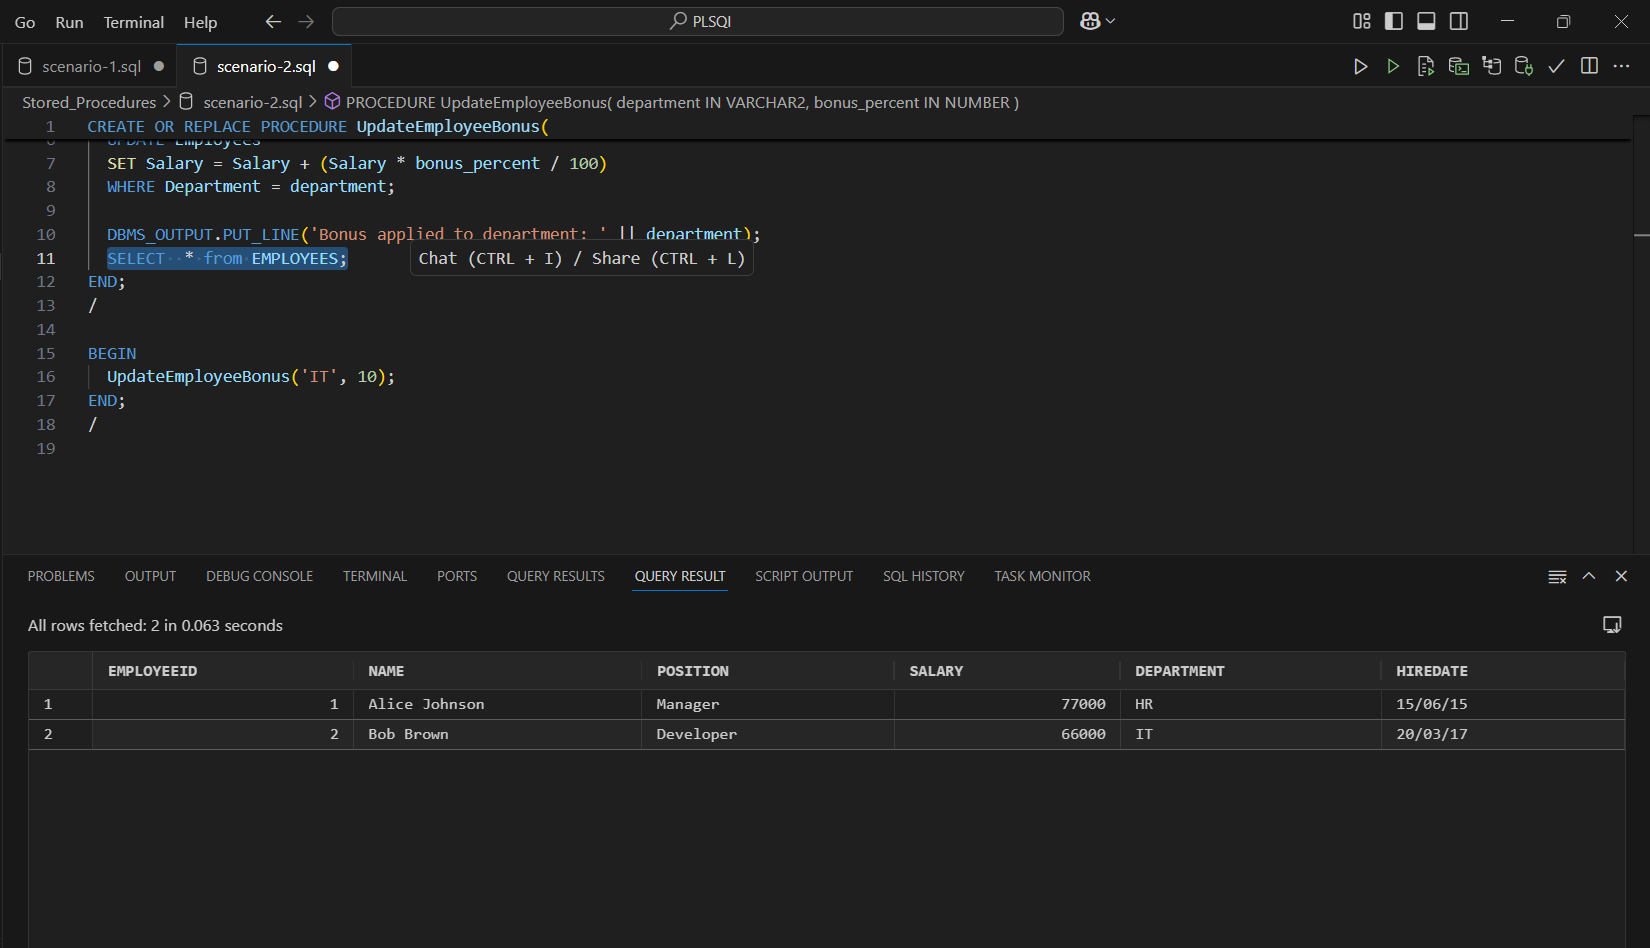 Go Run Terminal Help PLSQl
scenario-1.sql scenario-2.sql
Stored_Procedures scenario-2.sql PROCEDURE UpdateEmployeeBonus( department IN VARCHAR2, bonus_percent IN NUMBER )
1 CREATE OR REPLACE PROCEDURE UpdateEmployeeBonus(
6 UPDATE Employees
7 SET Salary = Salary + (Salary * bonus_percent / 100)
8 WHERE Department = department;
9
10 DBMS_OUTPUT.PUT_LINE('Bonus applied to department: ' || department);
11 SELECT  * from EMPLOYEES; Chat (CTRL + I) / Share (CTRL + L)
12 END;
13 /
14
15 BEGIN
16 UpdateEmployeeBonus('IT', 10);
17 END;
18 /
19
PROBLEMS OUTPUT DEBUG CONSOLE TERMINAL PORTS QUERY RESULTS QUERY RESULT SCRIPT OUTPUT SQL HISTORY TASK MONITOR
All rows fetched: 2 in 0.063 seconds
EMPLOYEEID NAME POSITION SALARY DEPARTMENT HIREDATE
1 1 Alice Johnson Manager 77000 HR 15/06/15
2 2 Bob Brown Developer 66000 IT 20/03/17